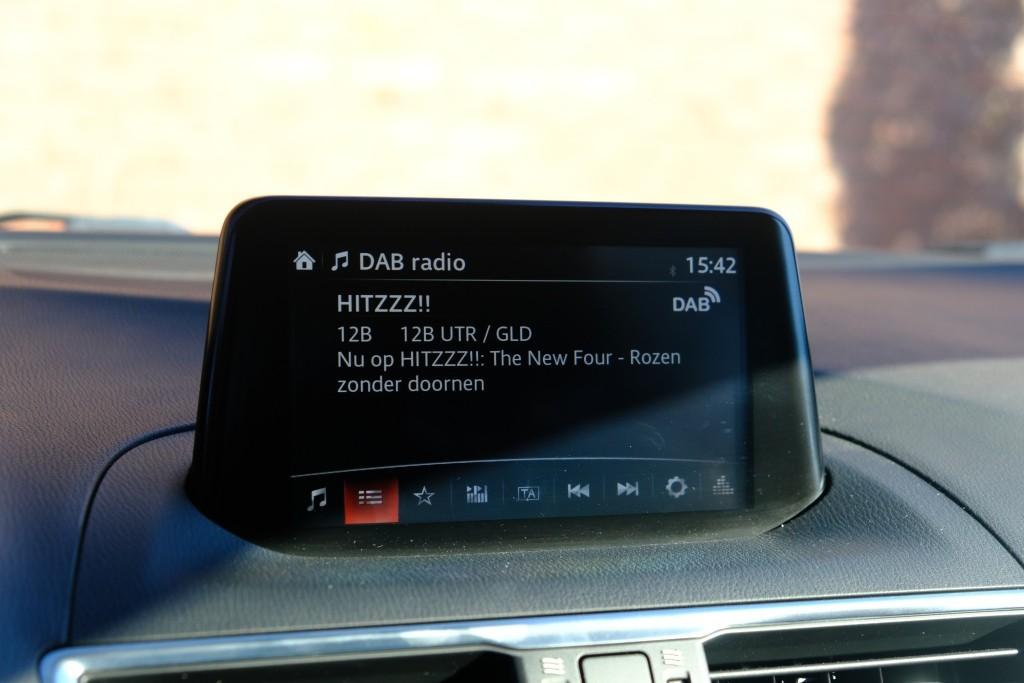 DAB radio 15:42
HITZZZ!! DAB
12B 12B UTR / GLD
Nu op HITZZZ!!: The New Four - Rozen
zonder doornen
TA